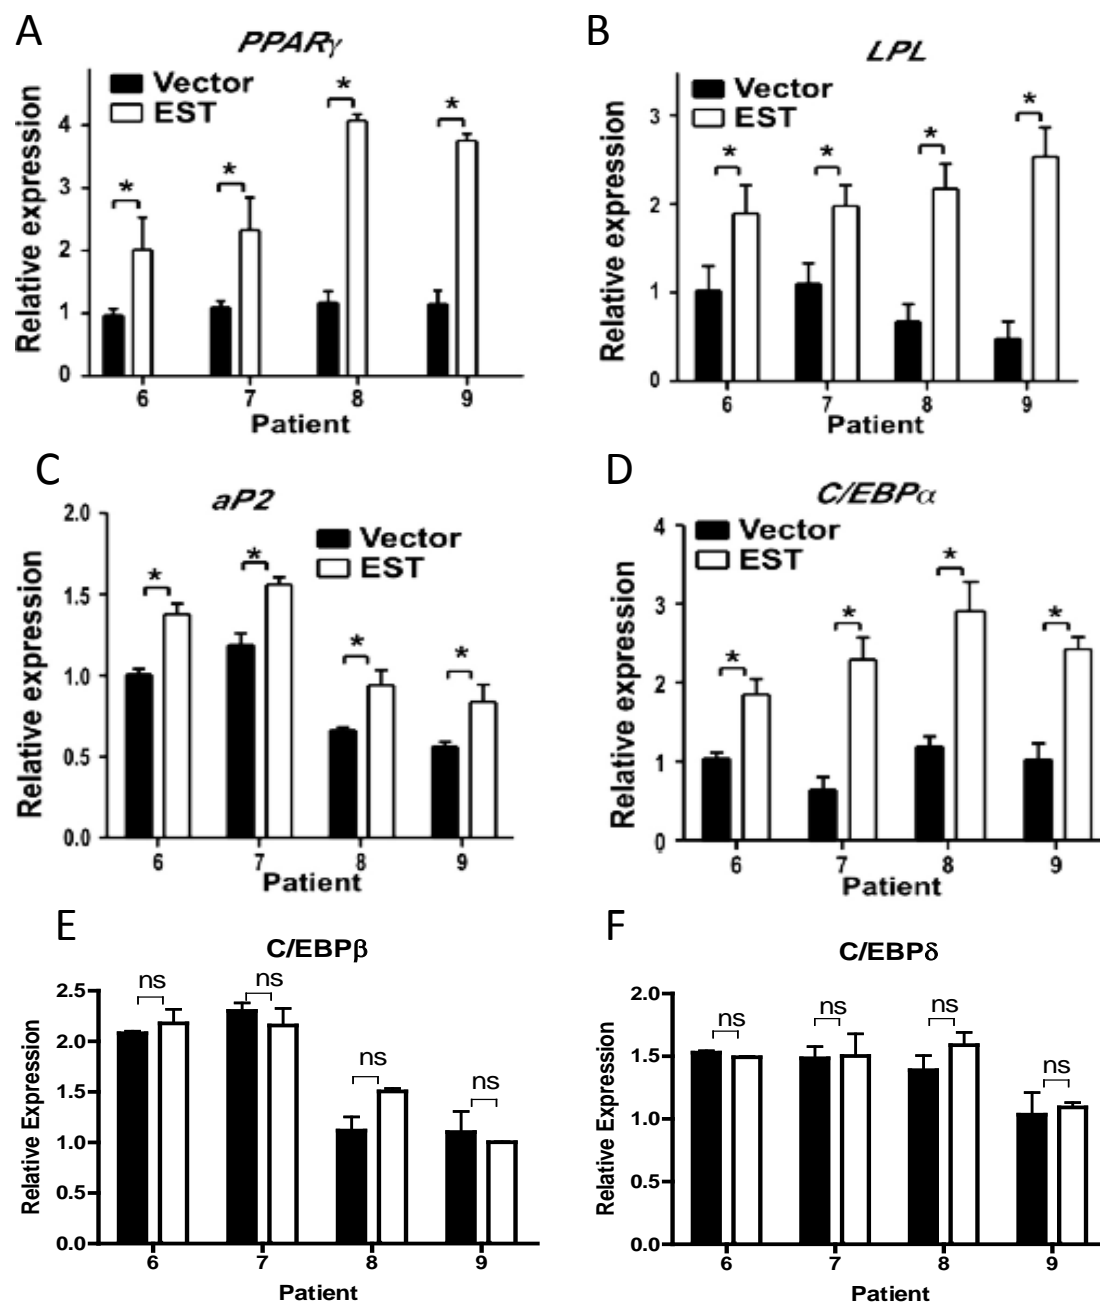 A
PPARγ
Vector
EST
Relative expression
4
3
2
1
0
* * * *
6 7 8 9
Patient
B
LPL
Vector
EST
Relative expression
3
2
1
0
* * * *
6 7 8 9
Patient
C
aP2
Vector
EST
Relative expression
2.0
1.5
1.0
0.5
0.0
* * * *
6 7 8 9
Patient
D
C/EBPα
Vector
EST
Relative expression
4
3
2
1
0
* * * *
6 7 8 9
Patient
E
C/EBPβ
Relative Expression
2.5
2.0
1.5
1.0
0.5
0.0
ns ns ns ns
6 7 8 9
Patient
F
C/EBPδ
Relative Expression
2.0
1.5
1.0
0.5
0.0
ns ns ns ns
6 7 8 9
Patient